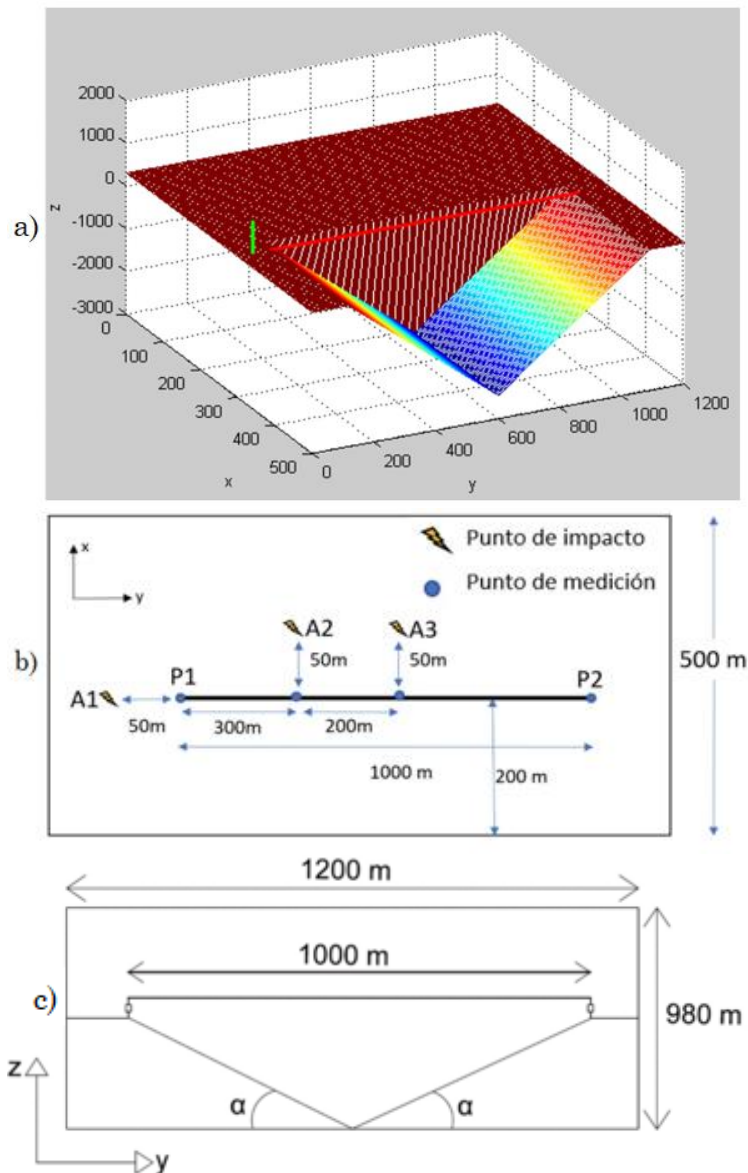 a)
2000
1000
0
-1000
-2000
-3000
z
0
100
200
300
400
500
x
0
200
400
600
800
1000
1200
y
b)
x
y
Punto de impacto
Punto de medición
A2
A3
50m
50m
P1
P2
A1
50m
300m
200m
1000 m
200 m
500 m
c)
1200 m
1000 m
980 m
z
α
α
y